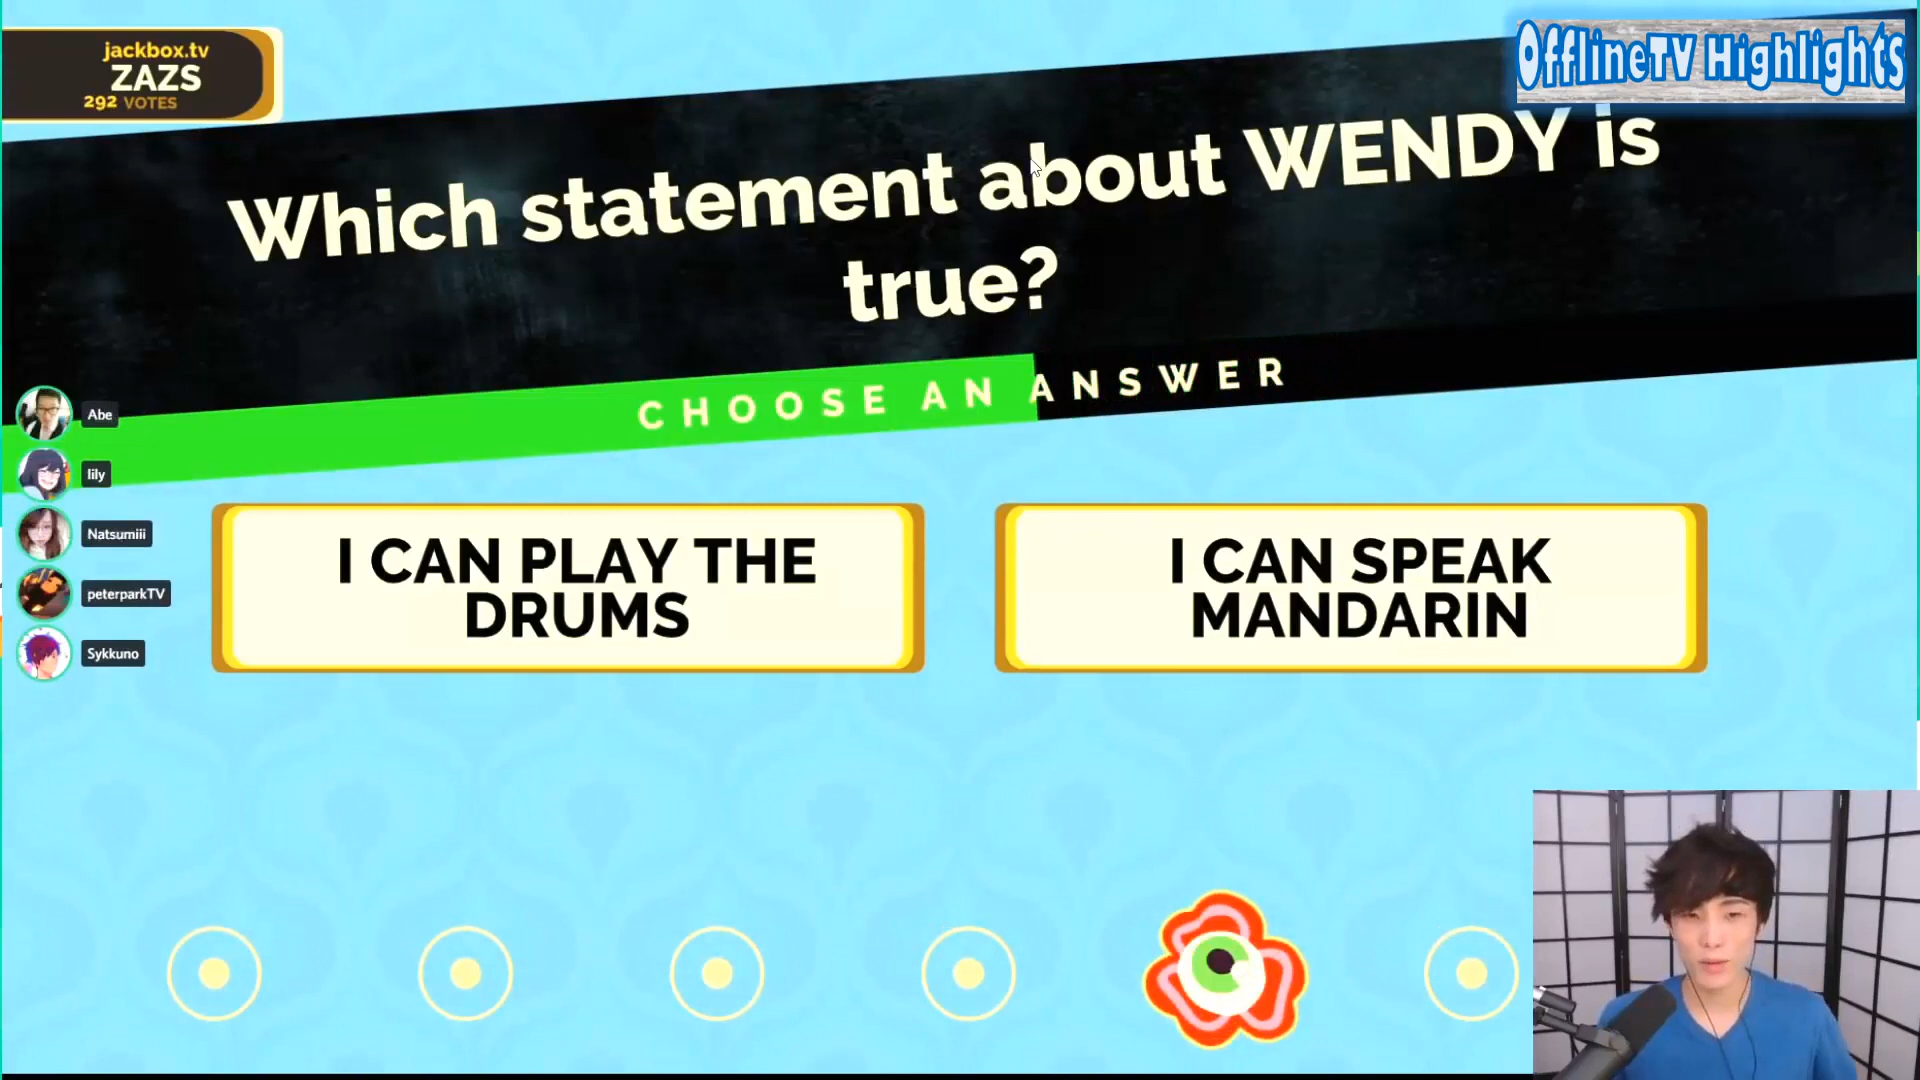 jackbox.tv
ZAZS
292 VOTES
OfflineTV Highlights
Which statement about WENDY is
true?
CHOOSE AN ANSWER
Abe
lily
Natsumiii
peterparkTV
Sykkuno
I CAN PLAY THE
DRUMS
I CAN SPEAK
MANDARIN